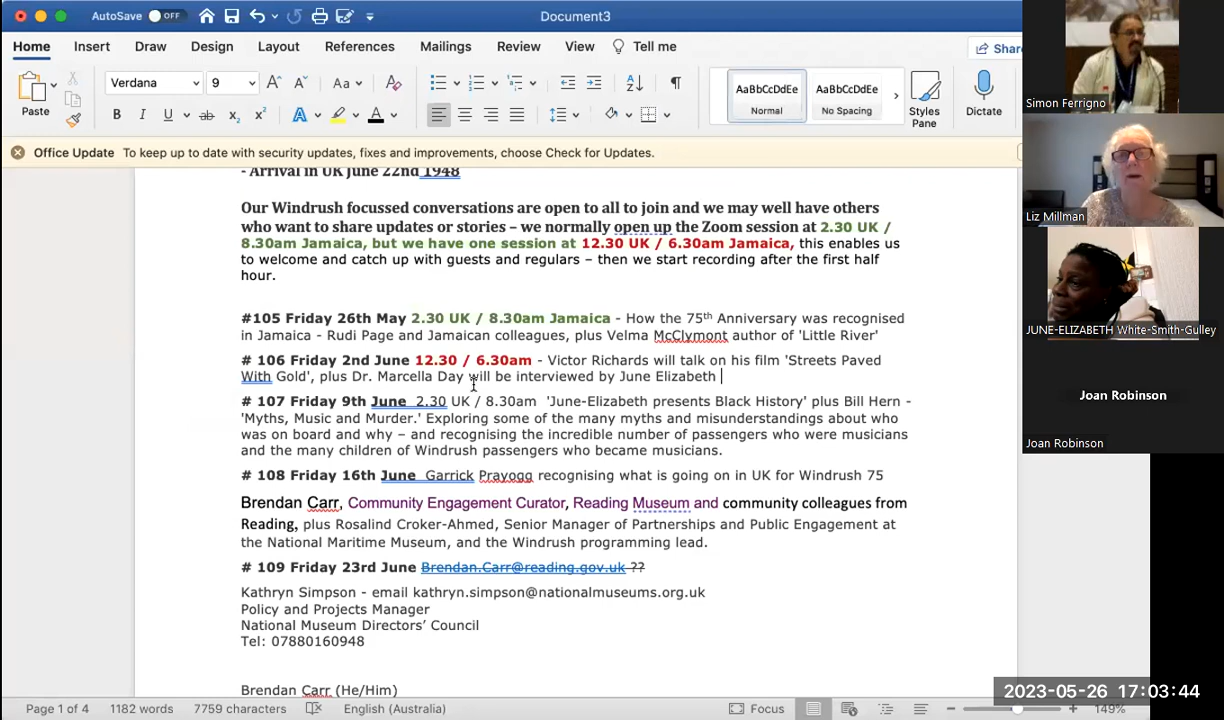 AutoSave OFF Document3
Home Insert Draw Design Layout References Mailings Review View Tell me Share
Paste Verdana 9 Aa AaBbCcDdEe AaBbCcDdEe
B I U ab x₂ x² A A Normal No Spacing Styles Pane Dictate
Office Update To keep up to date with security updates, fixes and improvements, choose Check for Updates.
- Arrival in UK June 22nd 1948
Our Windrush focussed conversations are open to all to join and we may well have others
who want to share updates or stories – we normally open up the Zoom session at 2.30 UK /
8.30am Jamaica, but we have one session at 12.30 UK / 6.30am Jamaica, this enables us
to welcome and catch up with guests and regulars – then we start recording after the first half
hour.
#105 Friday 26th May 2.30 UK / 8.30am Jamaica - How the 75th Anniversary was recognised
in Jamaica - Rudi Page and Jamaican colleagues, plus Velma McClymont author of 'Little River'
# 106 Friday 2nd June 12.30 / 6.30am - Victor Richards will talk on his film 'Streets Paved
With Gold', plus Dr. Marcella Day will be interviewed by June Elizabeth
# 107 Friday 9th June 2.30 UK / 8.30am 'June-Elizabeth presents Black History' plus Bill Hern -
'Myths, Music and Murder.' Exploring some of the many myths and misunderstandings about who
was on board and why – and recognising the incredible number of passengers who were musicians
and the many children of Windrush passengers who became musicians.
# 108 Friday 16th June Garrick Prayogg recognising what is going on in UK for Windrush 75
Brendan Carr, Community Engagement Curator, Reading Museum and community colleagues from
Reading, plus Rosalind Croker-Ahmed, Senior Manager of Partnerships and Public Engagement at
the National Maritime Museum, and the Windrush programming lead.
# 109 Friday 23rd June Brendan.Carr@reading.gov.uk ??
Kathryn Simpson - email kathryn.simpson@nationalmuseums.org.uk
Policy and Projects Manager
National Museum Directors' Council
Tel: 07880160948
Brendan Carr (He/Him)
Page 1 of 4 1182 words 7759 characters English (Australia) Focus 149%
Simon Ferrigno
Liz Millman
JUNE-ELIZABETH White-Smith-Gulley
Joan Robinson
Joan Robinson
2023-05-26 17:03:44